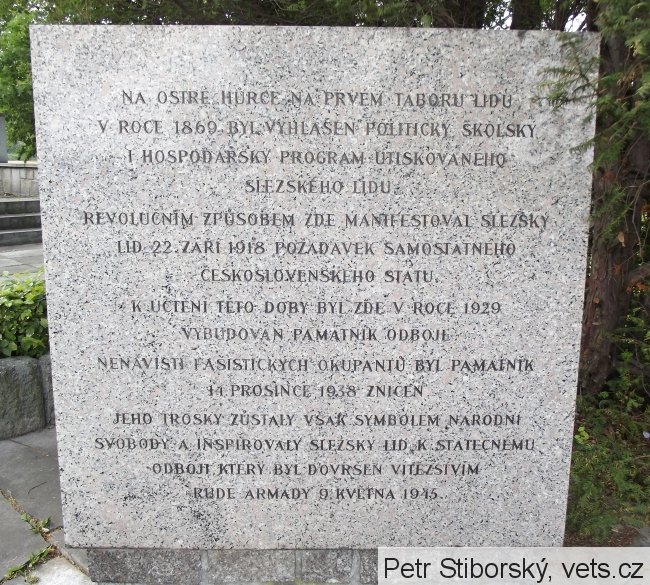 NA OSTRÉ HŮRCE NA PRVÉM TÁBORU LIDU
V ROCE 1869 BYL VYHLÁŠEN POLITICKÝ, ŠKOLSKÝ
I HOSPODÁŘSKÝ PROGRAM UTISKOVANÉHO
SLEZSKÉHO LIDU.
REVOLUČNÍM ZPŮSOBEM ZDE MANIFESTOVAL SLEZSKÝ
LID 22. ZÁŘÍ 1918 POŽADAVEK SAMOSTATNÉHO
ČESKOSLOVENSKÉHO STÁTU.
K UCTĚNÍ TÉTO DOBY BYL ZDE V ROCE 1929
VYBUDOVÁN PAMÁTNÍK ODBOJE.
NENÁVISTÍ FAŠISTICKÝCH OKUPANTŮ BYL PAMÁTNÍK
14. PROSINCE 1938 ZNIČEN.
JEHO TROSKY ZŮSTALY VŠAK SYMBOLEM NÁRODNÍ
SVOBODY A INSPIROVALY SLEZSKÝ LID K STATEČNÉMU
ODBOJI, KTERÝ BYL DOVRŠEN VÍTĚZSTVÍM
RUDÉ ARMÁDY 9. KVĚTNA 1945.
Petr Stiborský, vets.cz